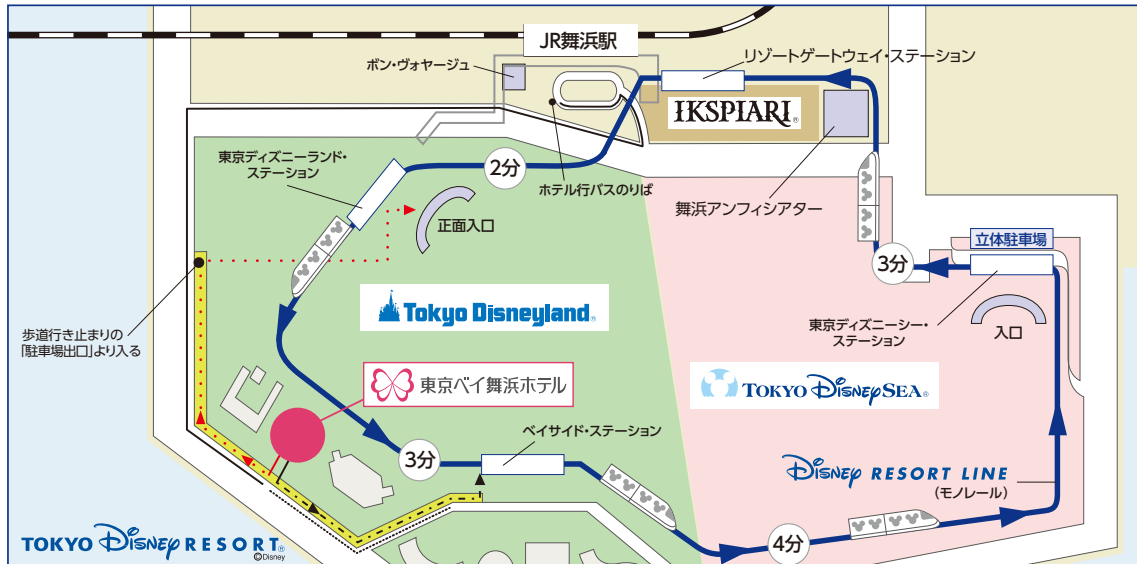 JR舞浜駅
ボン・ヴォヤージュ
リゾートゲートウェイ・ステーション
IKSPIARI®
東京ディズニーランド・
ステーション
2分
ホテル行バスのりば
舞浜アンフィシアター
正面入口
立体駐車場
3分
Tokyo Disneyland®
東京ディズニーシー・
ステーション
入口
歩道行き止まりの
「駐車場出口」より入る
東京ベイ舞浜ホテル
TOKYO DISNEYSEA®
ベイサイド・ステーション
3分
Disney RESORT LINE
(モノレール)
4分
TOKYO Disney RESORT®
©Disney